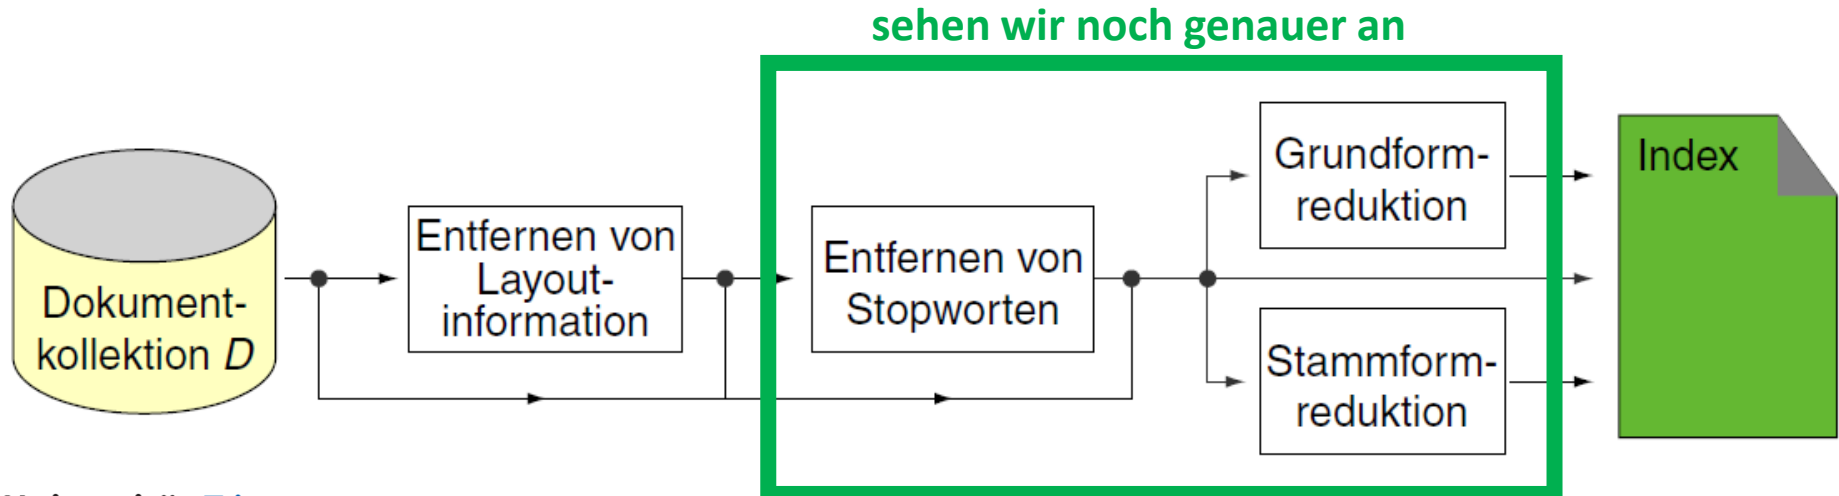 sehen wir noch genauer an
Dokument-
kollektion D
Entfernen von
Layout-
information
Entfernen von
Stopworten
Grundform-
reduktion
Stammform-
reduktion
Index